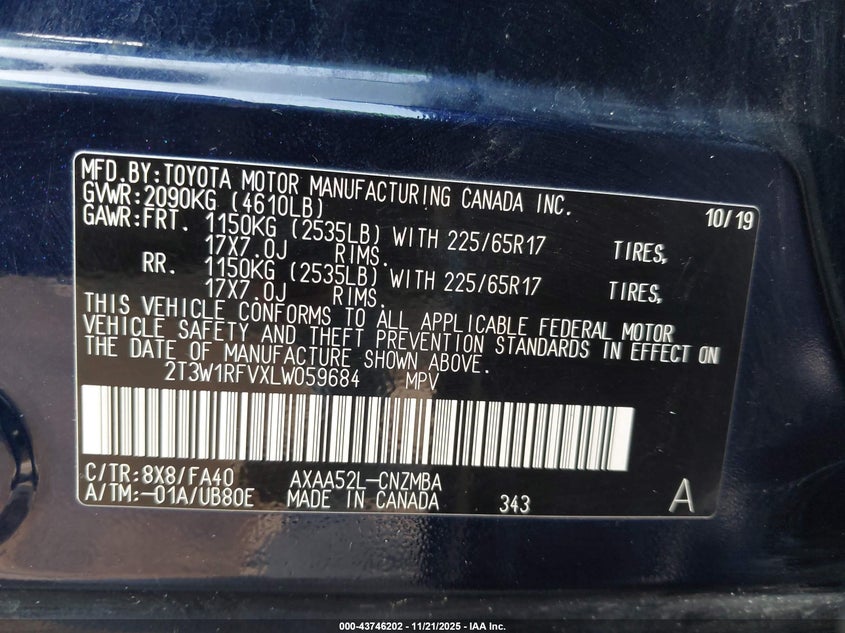 MFD.BY:TOYOTA MOTOR MANUFACTURING CANADA INC.
GVWR:2090KG (4610LB) 10/19
GAWR:FRT. 1150KG (2535LB) WITH 225/65R17 TIRES,
17X7.0J RIMS.
RR. 1150KG (2535LB) WITH 225/65R17 TIRES,
17X7.0J RIMS.
THIS VEHICLE CONFORMS TO ALL APPLICABLE FEDERAL MOTOR
VEHICLE SAFETY AND THEFT PREVENTION STANDARDS IN EFFECT ON
THE DATE OF MANUFACTURE SHOWN ABOVE.
2T3W1RFVXLW059684 MPV
C/TR:8X8/FA40 AXAA52L-CNZMBA
A/TM:-01A/UB80E MADE IN CANADA 343 A
000-43746202 - 11/21/2025 - IAA Inc.